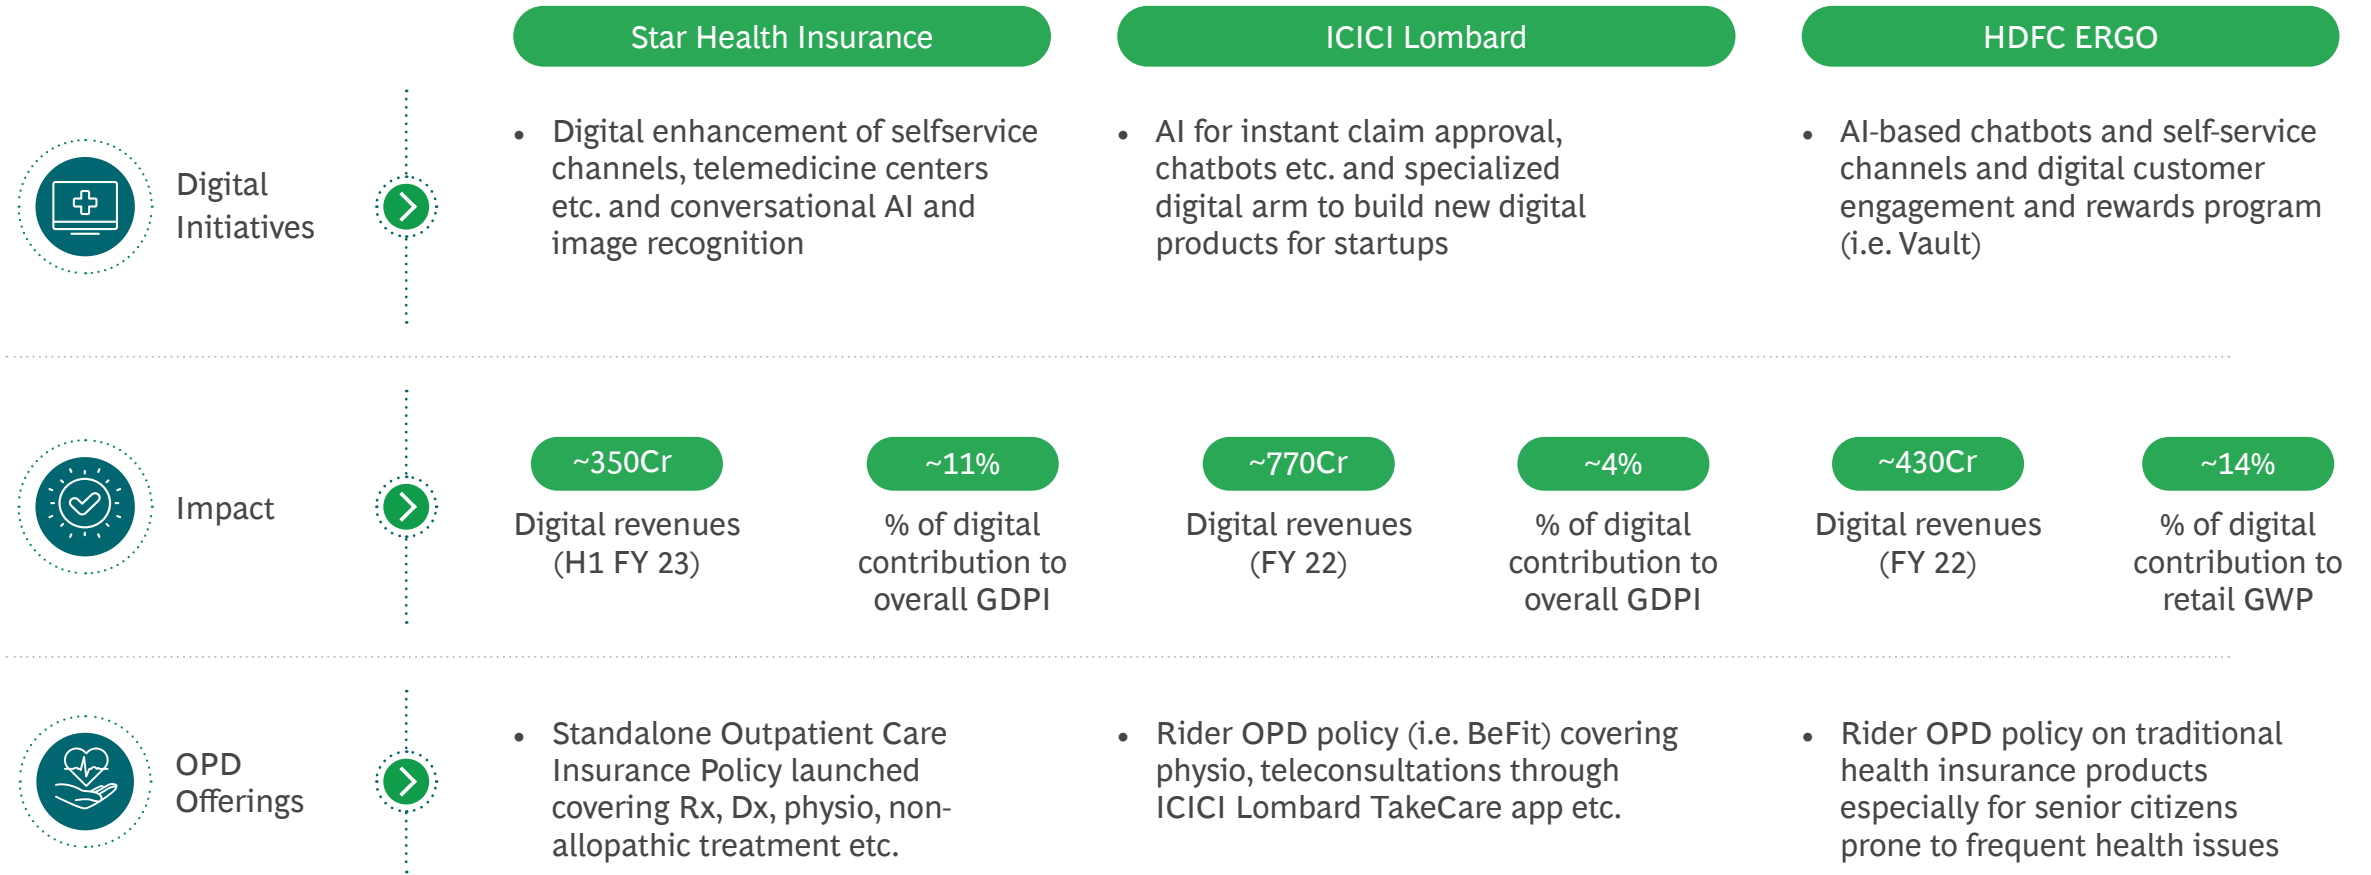 Star Health Insurance
ICICI Lombard
HDFC ERGO
Digital
Initiatives
• Digital enhancement of selfservice
channels, telemedicine centers
etc. and conversational AI and
image recognition
• AI for instant claim approval,
chatbots etc. and specialized
digital arm to build new digital
products for startups
• AI-based chatbots and self-service
channels and digital customer
engagement and rewards program
(i.e. Vault)
Impact
~350Cr
Digital revenues
(H1 FY 23)
~11%
% of digital
contribution to
overall GDPI
~770Cr
Digital revenues
(FY 22)
~4%
% of digital
contribution to
overall GDPI
~430Cr
Digital revenues
(FY 22)
~14%
% of digital
contribution to
retail GWP
OPD
Offerings
• Standalone Outpatient Care
Insurance Policy launched
covering Rx, Dx, physio, non-
allopathic treatment etc.
• Rider OPD policy (i.e. BeFit) covering
physio, teleconsultations through
ICICI Lombard TakeCare app etc.
• Rider OPD policy on traditional
health insurance products
especially for senior citizens
prone to frequent health issues